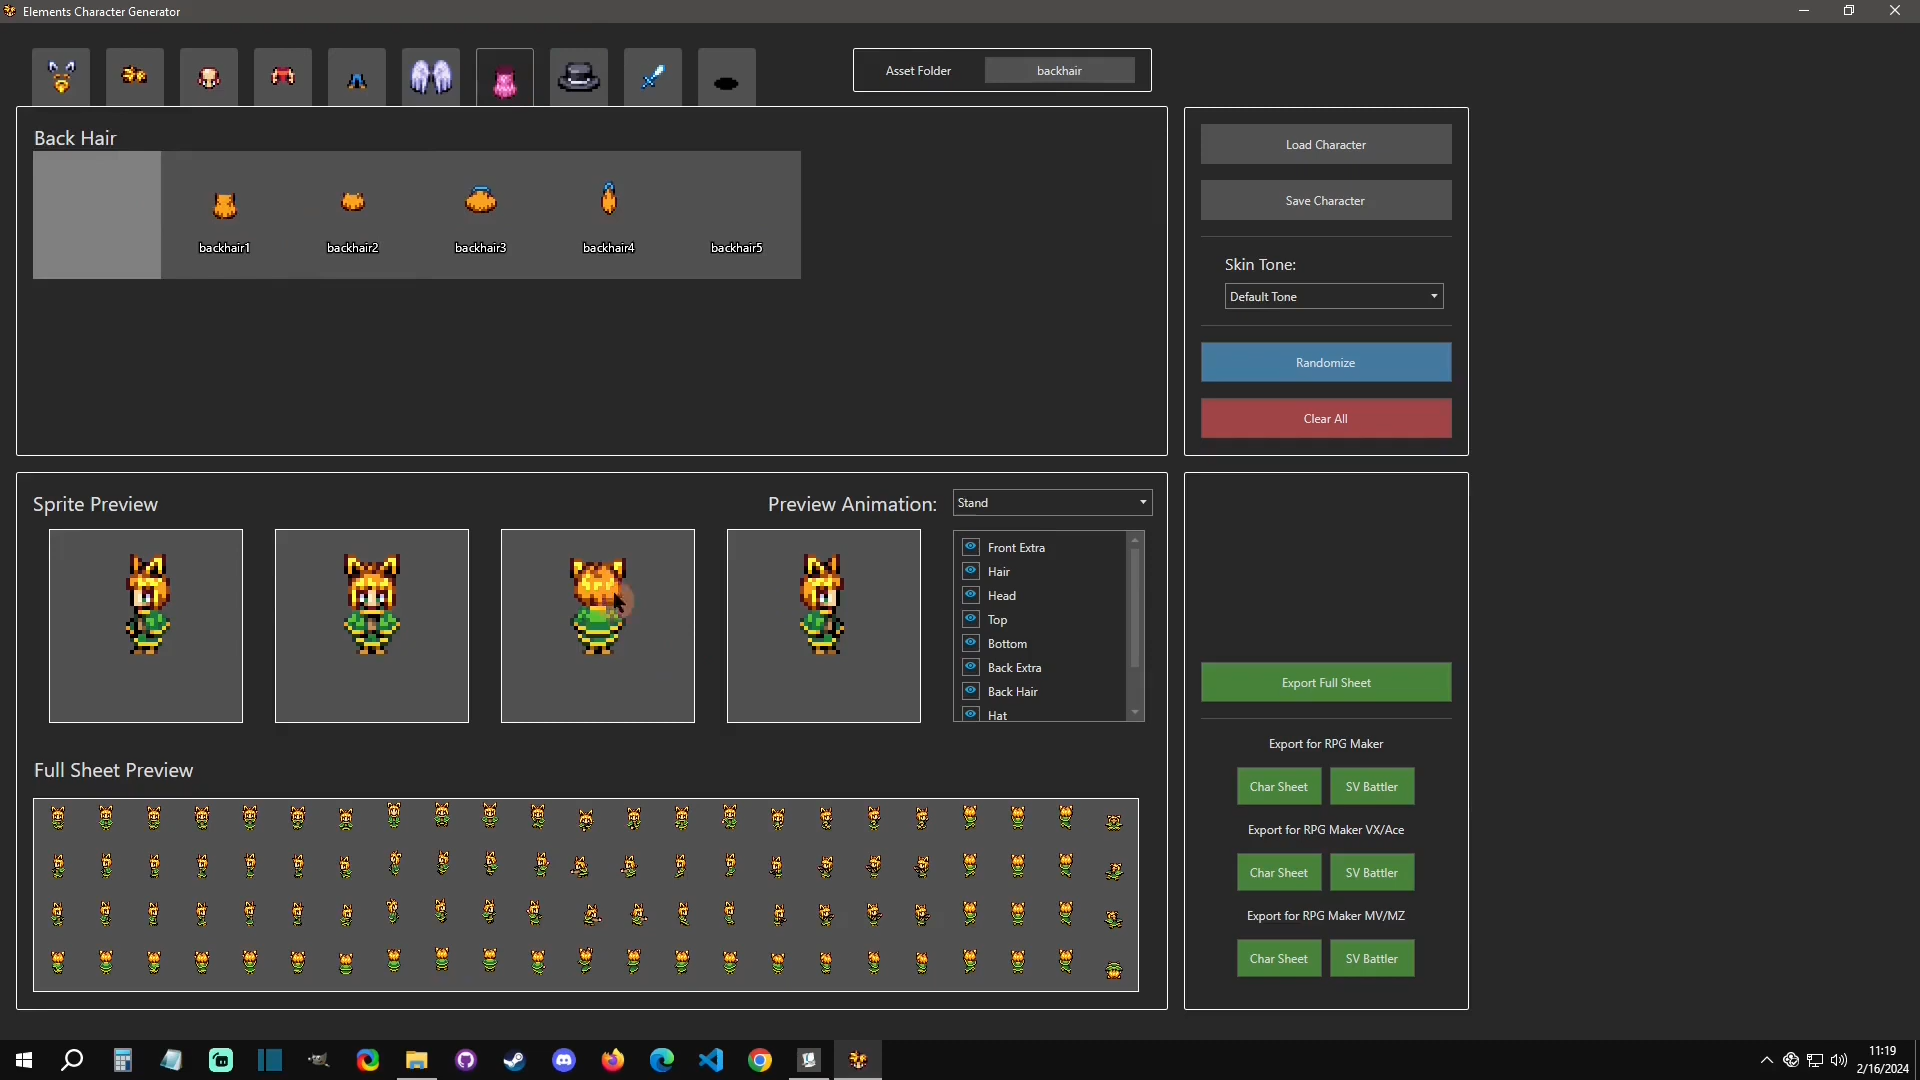 Elements Character Generator
Asset Folder
backhair
Back Hair
backhair1
backhair2
backhair3
backhair4
backhair5
Load Character
Save Character
Skin Tone:
Default Tone
Randomize
Clear All
Sprite Preview
Preview Animation:
Stand
Front Extra
Hair
Head
Top
Bottom
Back Extra
Back Hair
Hat
Full Sheet Preview
Export Full Sheet
Export for RPG Maker
Char Sheet
SV Battler
Export for RPG Maker VX/Ace
Char Sheet
SV Battler
Export for RPG Maker MV/MZ
Char Sheet
SV Battler
11:19
2/16/2024